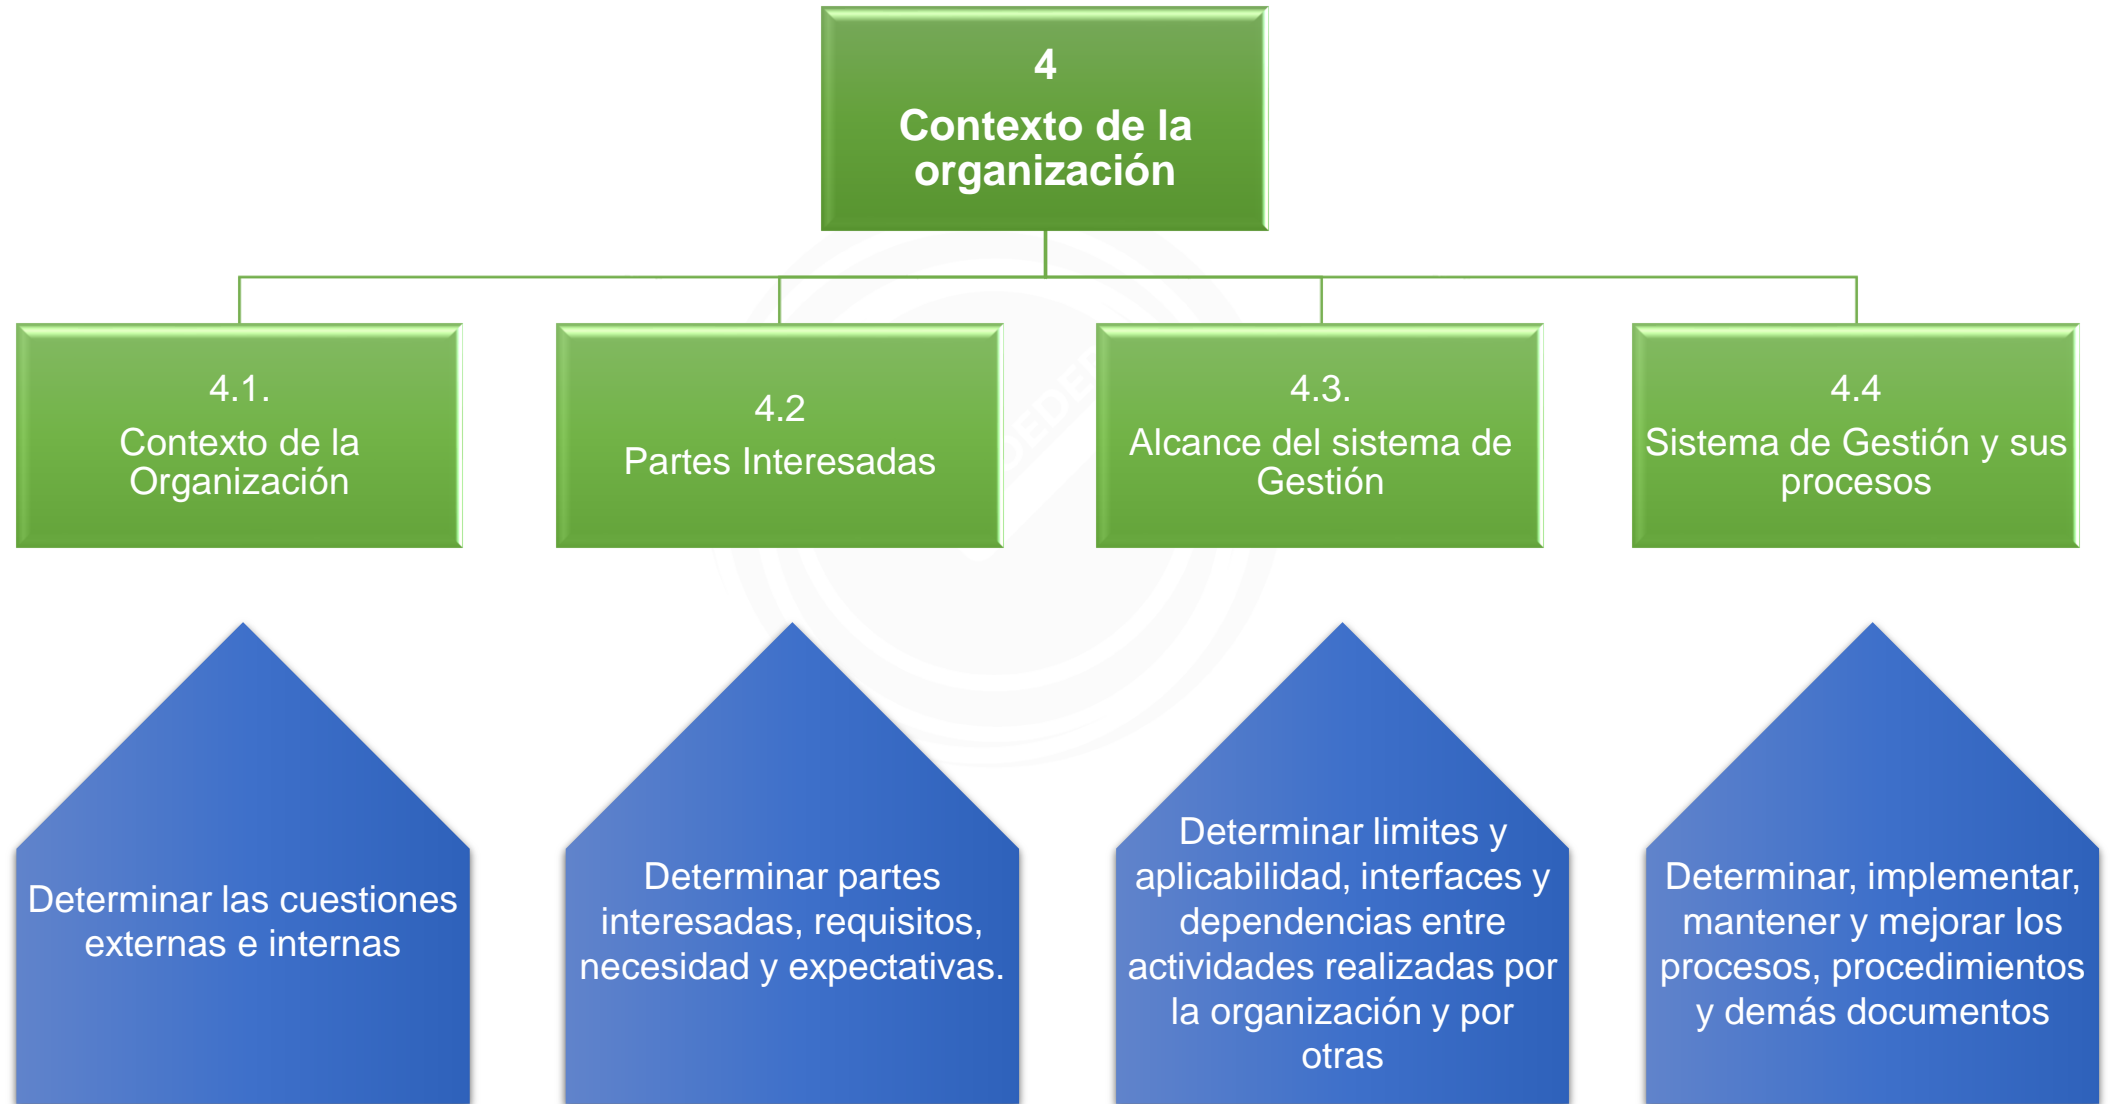 4
Contexto de la
organización
4.1.
Contexto de la
Organización
4.2
Partes Interesadas
4.3.
Alcance del sistema de
Gestión
4.4
Sistema de Gestión y sus
procesos
Determinar las cuestiones
externas e internas
Determinar partes
interesadas, requisitos,
necesidad y expectativas.
Determinar limites y
aplicabilidad, interfaces y
dependencias entre
actividades realizadas por
la organización y por
otras
Determinar, implementar,
mantener y mejorar los
procesos, procedimientos
y demás documentos